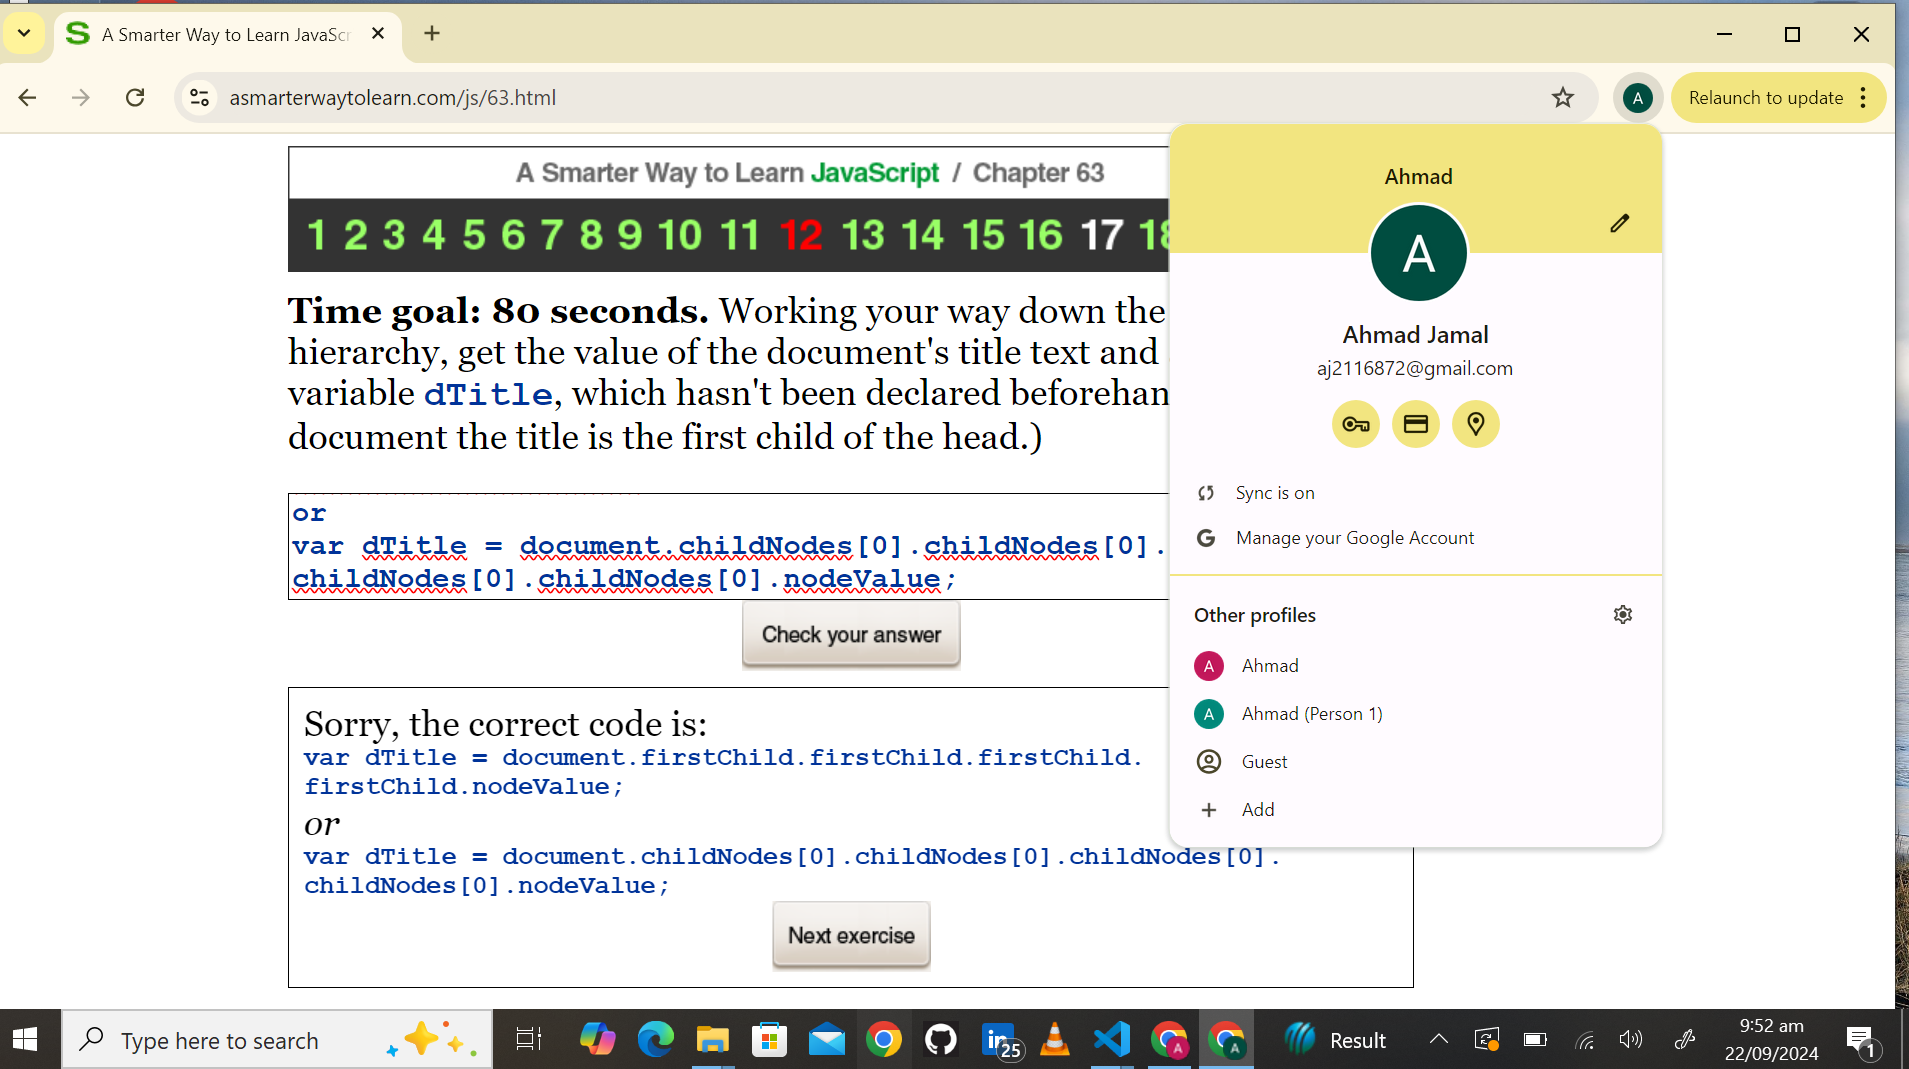 A Smarter Way to Learn JavaScr
asmarterwaytolearn.com/js/63.html
A
Relaunch to update
A Smarter Way to Learn JavaScript / Chapter 63
1 2 3 4 5 6 7 8 9 10 11 12 13 14 15 16 17 18
Time goal: 80 seconds. Working your way down the
hierarchy, get the value of the document's title text and
variable dTitle, which hasn't been declared beforehan
document the title is the first child of the head.)
or
var dTitle = document.childNodes[0].childNodes[0].
childNodes[0].childNodes[0].nodeValue;
Check your answer
Sorry, the correct code is:
var dTitle = document.firstChild.firstChild.firstChild.
firstChild.nodeValue;
or
var dTitle = document.childNodes[0].childNodes[0].childNodes[0].
childNodes[0].nodeValue;
Next exercise
Ahmad
A
Ahmad Jamal
aj2116872@gmail.com
Sync is on
G Manage your Google Account
Other profiles
A Ahmad
A Ahmad (Person 1)
Guest
Add
Type here to search
in 25
A
A
Result
9:52 am
22/09/2024
1